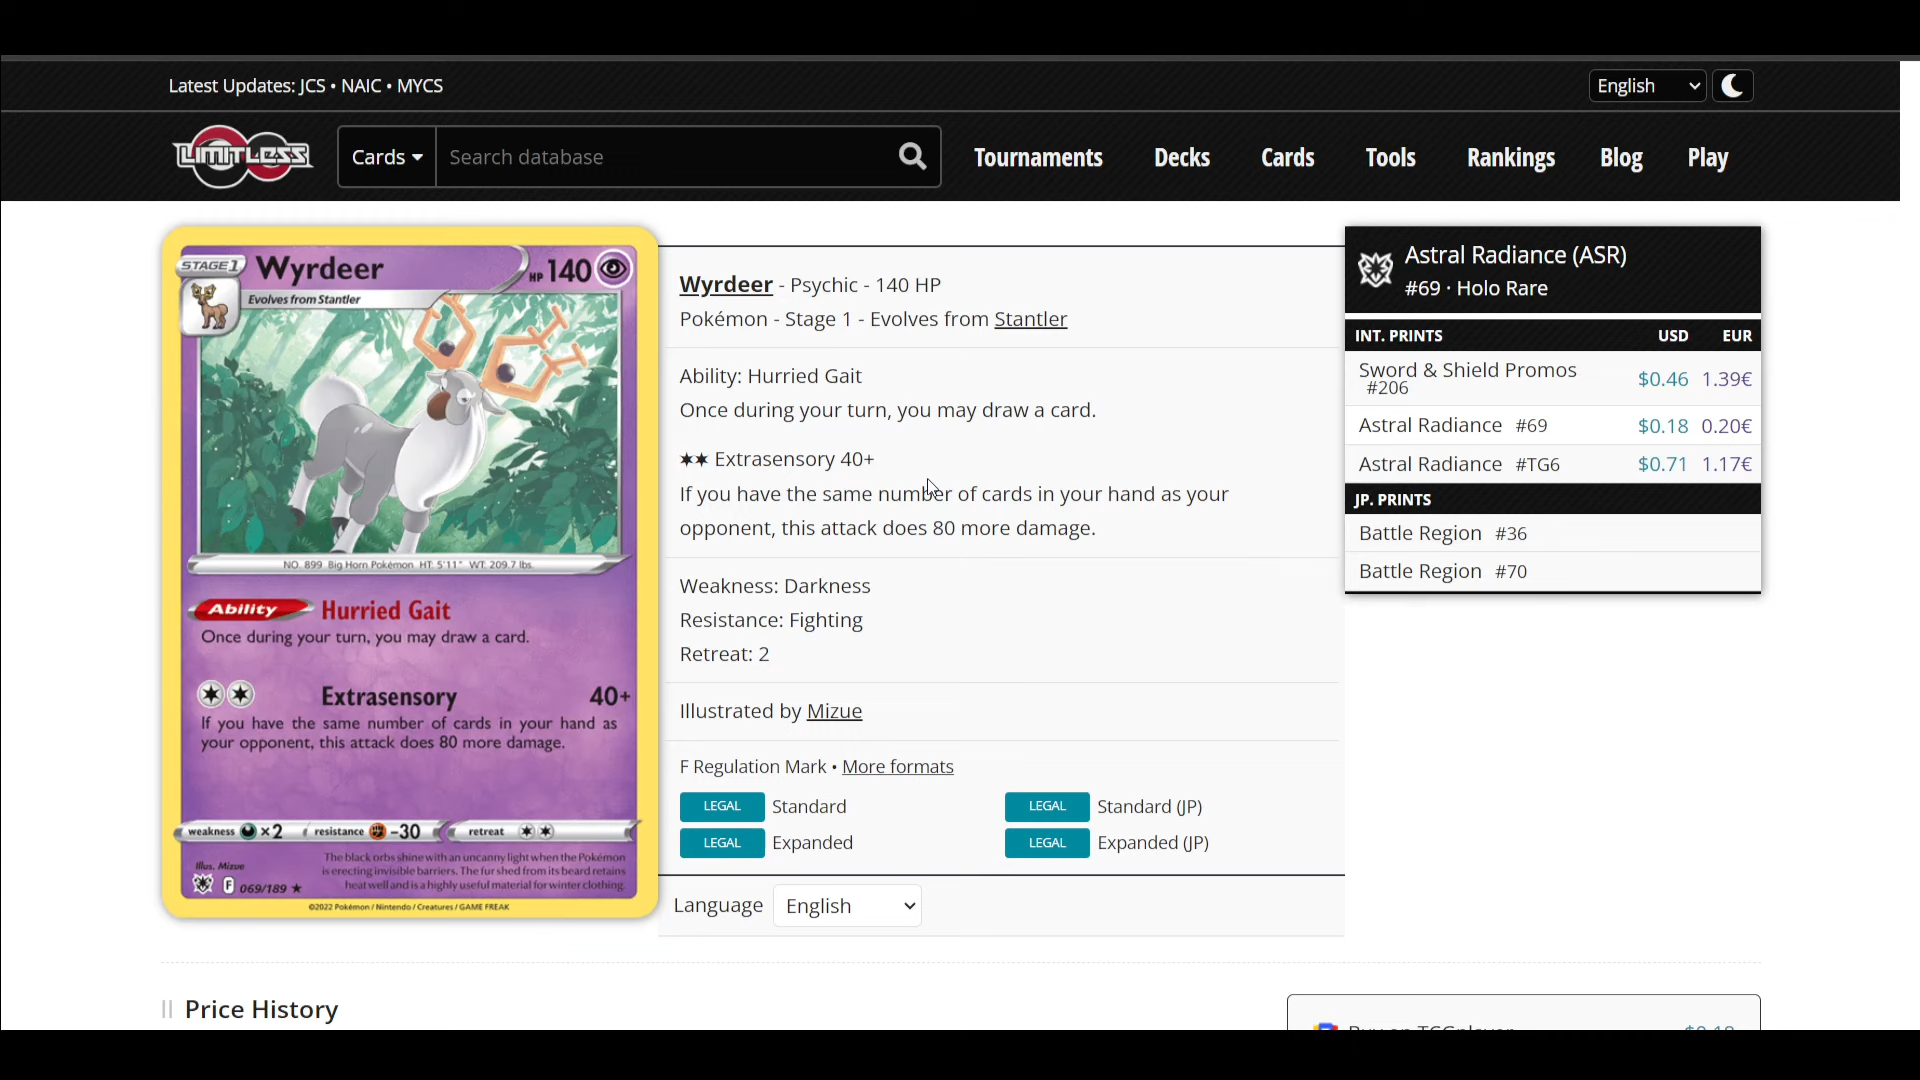 Latest Updates: JCS • NAIC • MYCS
English
LIMITLESS
Cards
Search database
Tournaments
Decks
Cards
Tools
Rankings
Blog
Play
STAGE 1
Wyrdeer
HP 140
Evolves from Stantler
NO. 899 Big Horn Pokémon HT: 5'11" WT: 209.7 lbs.
Ability Hurried Gait
Once during your turn, you may draw a card.
Extrasensory 40+
If you have the same number of cards in your hand as
your opponent, this attack does 80 more damage.
weakness ×2 resistance -30 retreat
Illus. Mizue
The black orbs shine with an uncanny light when the Pokémon
is erecting invisible barriers. The fur shed from its beard retains
heat well and is a highly useful material for winter clothing.
F 069/189 ★
©2022 Pokémon / Nintendo / Creatures / GAME FREAK
Wyrdeer - Psychic - 140 HP
Pokémon - Stage 1 - Evolves from Stantler
Ability: Hurried Gait
Once during your turn, you may draw a card.
Extrasensory 40+
If you have the same number of cards in your hand as your
opponent, this attack does 80 more damage.
Weakness: Darkness
Resistance: Fighting
Retreat: 2
Illustrated by Mizue
F Regulation Mark • More formats
LEGAL Standard
LEGAL Standard (JP)
LEGAL Expanded
LEGAL Expanded (JP)
Language English
Astral Radiance (ASR)
#69 · Holo Rare
INT. PRINTS USD EUR
Sword & Shield Promos
#206 $0.46 1.39€
Astral Radiance #69 $0.18 0.20€
Astral Radiance #TG6 $0.71 1.17€
JP. PRINTS
Battle Region #36
Battle Region #70
Price History